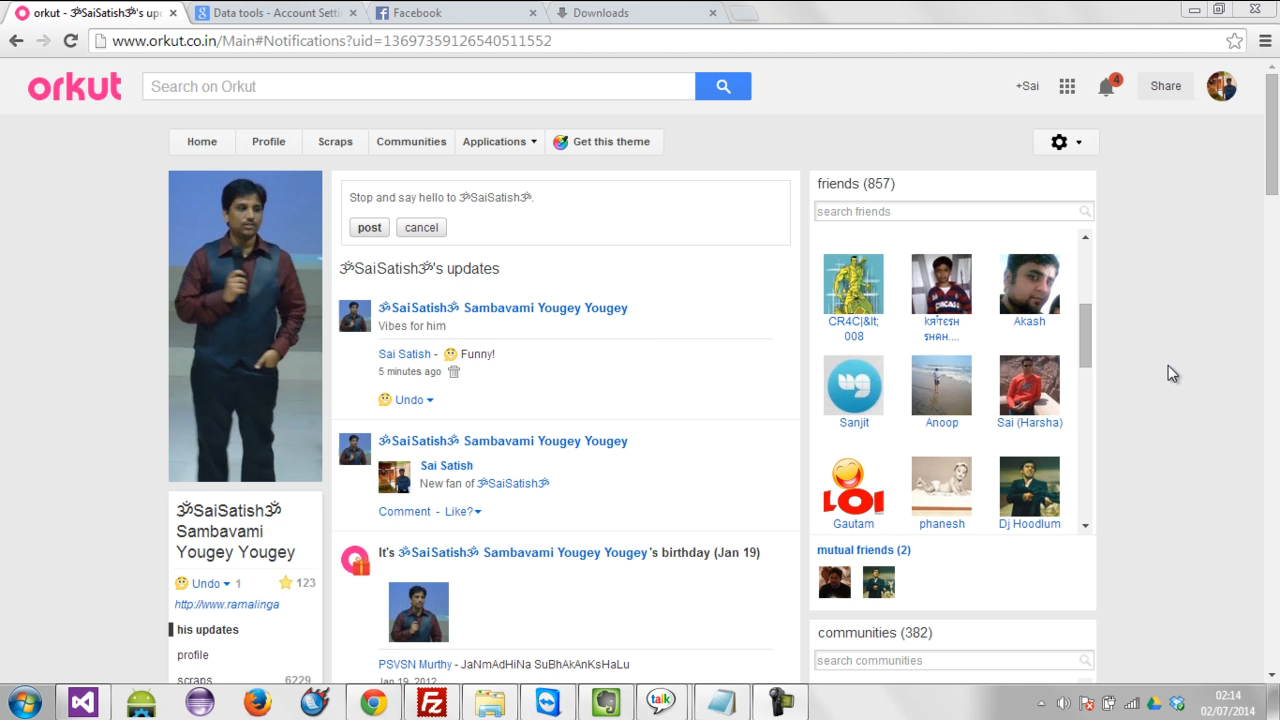 orkut - ॐSaiSatishॐ's upd
Data tools - Account Setti
Facebook
Downloads
www.orkut.co.in/Main#Notifications?uid=13697359126540511552
orkut
Search on Orkut
+Sai
4
Share
Home
Profile
Scraps
Communities
Applications
Get this theme
Stop and say hello to ॐSaiSatishॐ.
post
cancel
ॐSaiSatishॐ's updates
ॐSaiSatishॐ Sambavami Yougey Yougey
Vibes for him
Sai Satish - Funny!
5 minutes ago
Undo
ॐSaiSatishॐ Sambavami Yougey Yougey
Sai Satish
New fan of ॐSaiSatishॐ
Comment - Like?
It's ॐSaiSatishॐ Sambavami Yougey Yougey's birthday (Jan 19)
PSVSN Murthy - JaNmAdHiNa SuBhAkAnKsHaLu
Jan 19, 2012
ॐSaiSatishॐ
Sambavami
Yougey Yougey
Undo 1
123
http://www.ramalinga
his updates
profile
scraps 6229
friends (857)
search friends
CR4C|&lt;
008
Akash
Sanjit
Anoop
Sai (Harsha)
LOL
Gautam
phanesh
Dj Hoodlum
mutual friends (2)
communities (382)
search communities
talk
02:14
02/07/2014